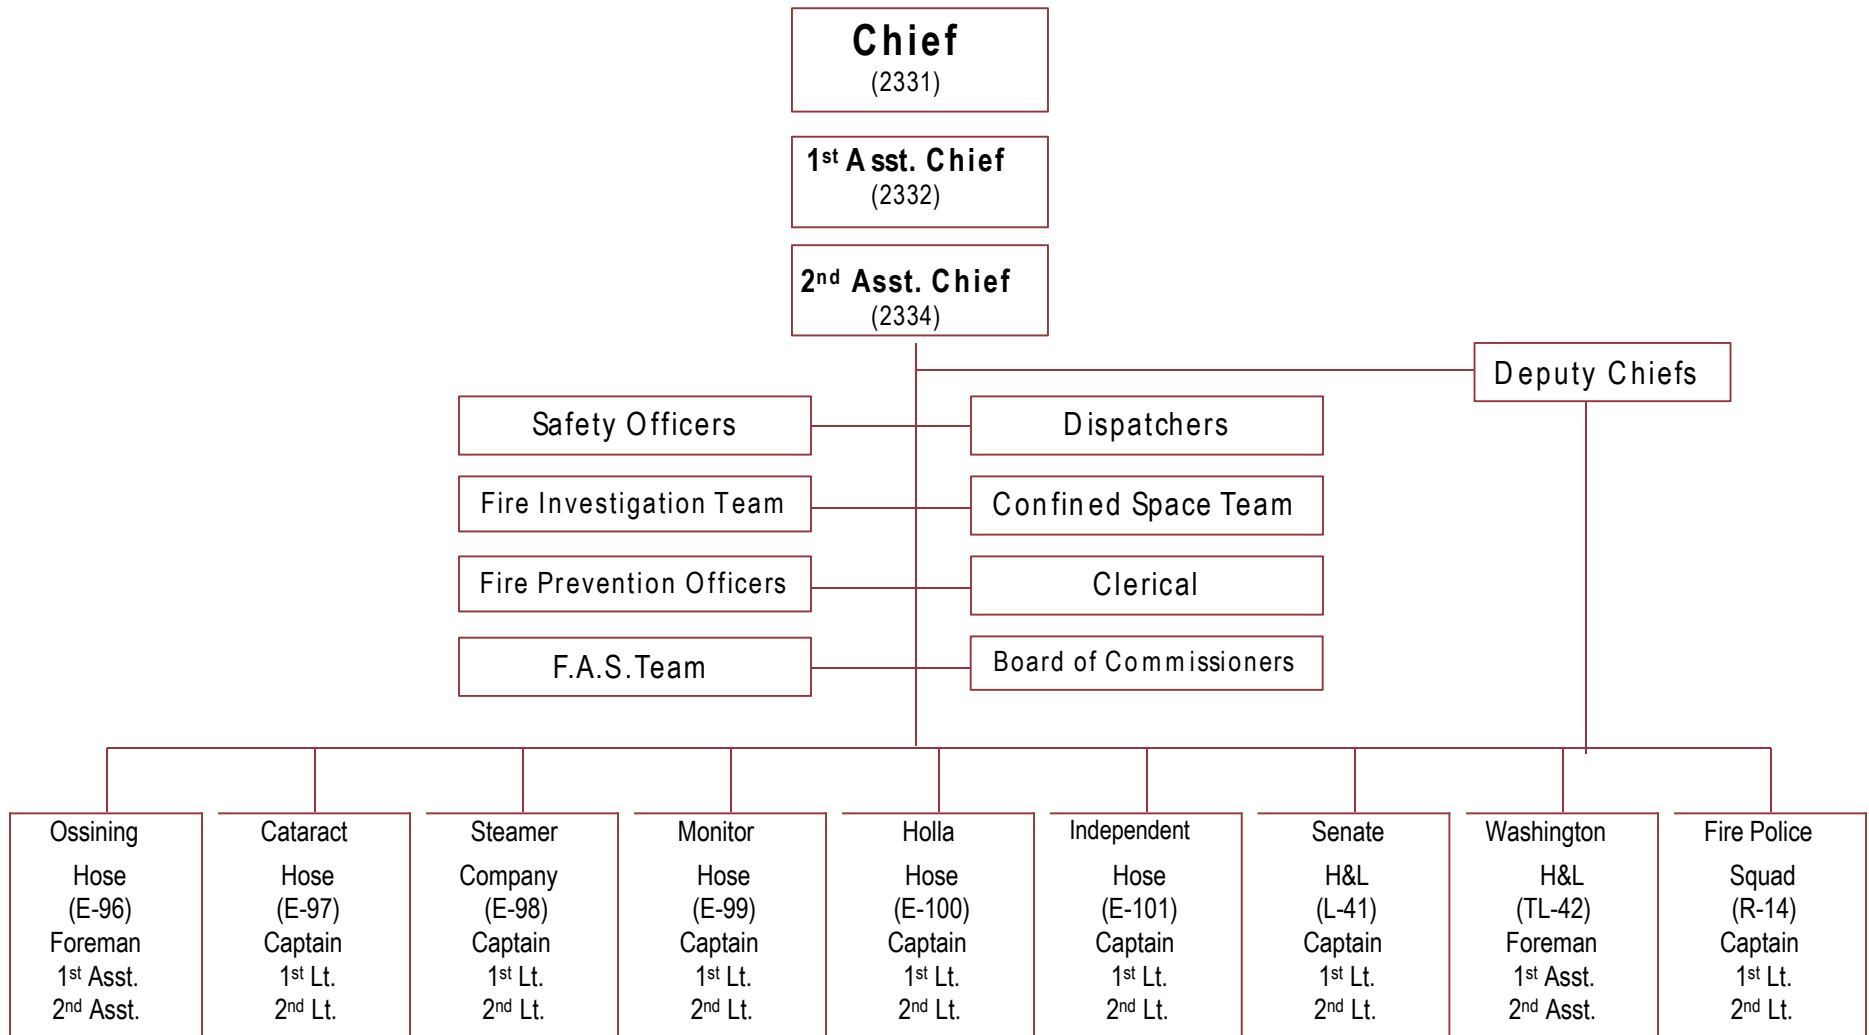 Chief
(2331)
1st Asst. Chief
(2332)
2nd Asst. Chief
(2334)
Deputy Chiefs
Safety Officers
Dispatchers
Fire Investigation Team
Confined Space Team
Fire Prevention Officers
Clerical
F.A.S.Team
Board of Commissioners
Ossining
Hose
(E-96)
Foreman
1st Asst.
2nd Asst.
Cataract
Hose
(E-97)
Captain
1st Lt.
2nd Lt.
Steamer
Company
(E-98)
Captain
1st Lt.
2nd Lt.
Monitor
Hose
(E-99)
Captain
1st Lt.
2nd Lt.
Holla
Hose
(E-100)
Captain
1st Lt.
2nd Lt.
Independent
Hose
(E-101)
Captain
1st Lt.
2nd Lt.
Senate
H&L
(L-41)
Captain
1st Lt.
2nd Lt.
Washington
H&L
(TL-42)
Foreman
1st Asst.
2nd Asst.
Fire Police
Squad
(R-14)
Captain
1st Lt.
2nd Lt.